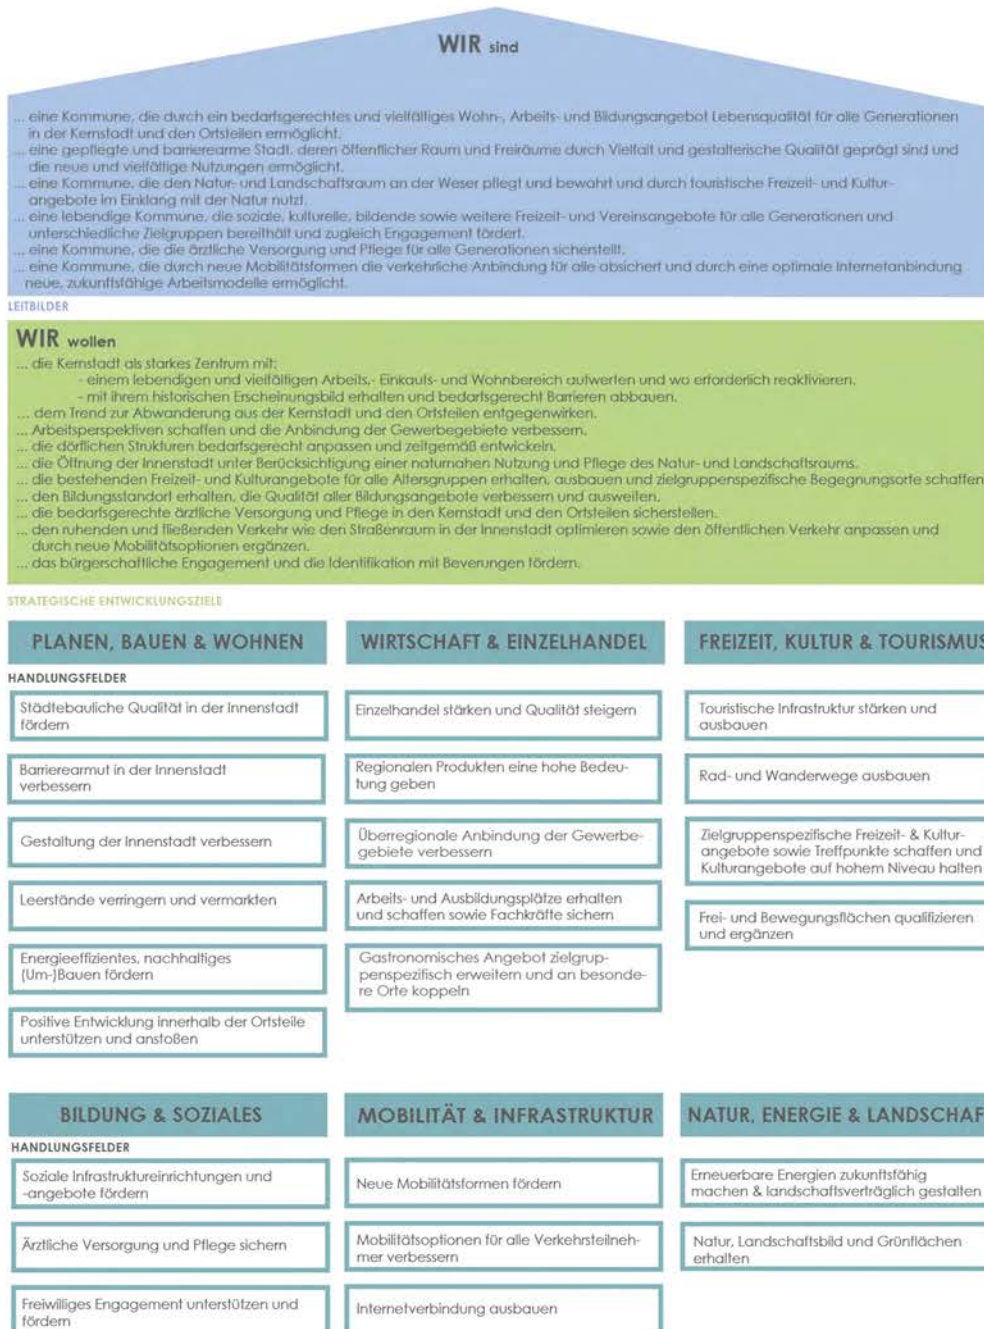 WIR sind
... eine Kommune, die durch ein bedarfsgerechtes und vielfältiges Wohn-, Arbeits- und Bildungsangebot Lebensqualität für alle Generationen
in der Kernstadt und den Ortsteilen ermöglicht.
... eine gepflegte und barrierearme Stadt, deren öffentlicher Raum und Freiräume durch Vielfalt und gestalterische Qualität geprägt sind und
die neue und vielfältige Nutzungen ermöglicht.
... eine Kommune, die den Natur- und Landschaftsraum an der Weser pflegt und bewahrt und durch touristische Freizeit- und Kultur-
angebote im Einklang mit der Natur nutzt.
... eine lebendige Kommune, die soziale, kulturelle, bildende sowie weitere Freizeit- und Vereinsangebote für alle Generationen und
unterschiedliche Zielgruppen bereithält und zugleich Engagement fördert.
... eine Kommune, die die ärztliche Versorgung und Pflege für alle Generationen sicherstellt.
... eine Kommune, die durch neue Mobilitätsformen die verkehrliche Anbindung für alle absichert und durch eine optimale Internetanbindung
neue, zukunftsfähige Arbeitsmodelle ermöglicht.
LEITBILDER
WIR wollen
... die Kernstadt als starkes Zentrum mit:
- einem lebendigen und vielfältigen Arbeits,- Einkaufs- und Wohnbereich aufwerten und wo erforderlich reaktivieren.
- mit ihrem historischen Erscheinungsbild erhalten und bedarfsgerecht Barrieren abbauen.
... dem Trend zur Abwanderung aus der Kernstadt und den Ortsteilen entgegenwirken.
... Arbeitsperspektiven schaffen und die Anbindung der Gewerbegebiete verbessern.
... die dörflichen Strukturen bedarfsgerecht anpassen und zeitgemäß entwickeln.
... die Öffnung der Innenstadt unter Berücksichtigung einer naturnahen Nutzung und Pflege des Natur- und Landschaftsraums.
... die bestehenden Freizeit- und Kulturangebote für alle Altersgruppen erhalten, ausbauen und zielgruppenspezifische Begegnungsorte schaffen
... den Bildungsstandort erhalten, die Qualität aller Bildungsangebote verbessern und ausweiten.
... die bedarfsgerechte ärztliche Versorgung und Pflege in den Kernstadt und den Ortsteilen sicherstellen.
... den ruhenden und fließenden Verkehr wie den Straßenraum in der Innenstadt optimieren sowie den öffentlichen Verkehr anpassen und
durch neue Mobilitätsoptionen ergänzen.
... das bürgerschaftliche Engagement und die Identifikation mit Beverungen fördern.
STRATEGISCHE ENTWICKLUNGSZIELE
PLANEN, BAUEN & WOHNEN
HANDLUNGSFELDER
Städtebauliche Qualität in der Innenstadt
fördern
Barrierearmut in der Innenstadt
verbessern
Gestaltung der Innenstadt verbessern
Leerstände verringern und vermarkten
Energieeffizientes, nachhaltiges
(Um-)Bauen fördern
Positive Entwicklung innerhalb der Ortsteile
unterstützen und anstoßen
WIRTSCHAFT & EINZELHANDEL
Einzelhandel stärken und Qualität steigern
Regionalen Produkten eine hohe Bedeu-
tung geben
Überregionale Anbindung der Gewerbe-
gebiete verbessern
Arbeits- und Ausbildungsplätze erhalten
und schaffen sowie Fachkräfte sichern
Gastronomisches Angebot zielgrup-
penspezifisch erweitern und an besonde-
re Orte koppeln
FREIZEIT, KULTUR & TOURISMUS
Touristische Infrastruktur stärken und
ausbauen
Rad- und Wanderwege ausbauen
Zielgruppenspezifische Freizeit- & Kultur-
angebote sowie Treffpunkte schaffen und
Kulturangebote auf hohem Niveau halten
Frei- und Bewegungsflächen qualifizieren
und ergänzen
BILDUNG & SOZIALES
HANDLUNGSFELDER
Soziale Infrastruktureinrichtungen und
-angebote fördern
Ärztliche Versorgung und Pflege sichern
Freiwilliges Engagement unterstützen und
fördern
MOBILITÄT & INFRASTRUKTUR
Neue Mobilitätsformen fördern
Mobilitätsoptionen für alle Verkehrsteilneh-
mer verbessern
Internetverbindung ausbauen
NATUR, ENERGIE & LANDSCHAF
Erneuerbare Energien zukunftsfähig
machen & landschaftsverträglich gestalten
Natur, Landschaftsbild und Grünflächen
erhalten